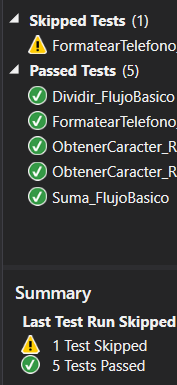 Skipped Tests (1)
FormatearTelefono_
Passed Tests (5)
Dividir_FlujoBasico
FormatearTelefono_
ObtenerCaracter_R
ObtenerCaracter_R
Suma_FlujoBasico
Summary
Last Test Run Skipped
1 Test Skipped
5 Tests Passed